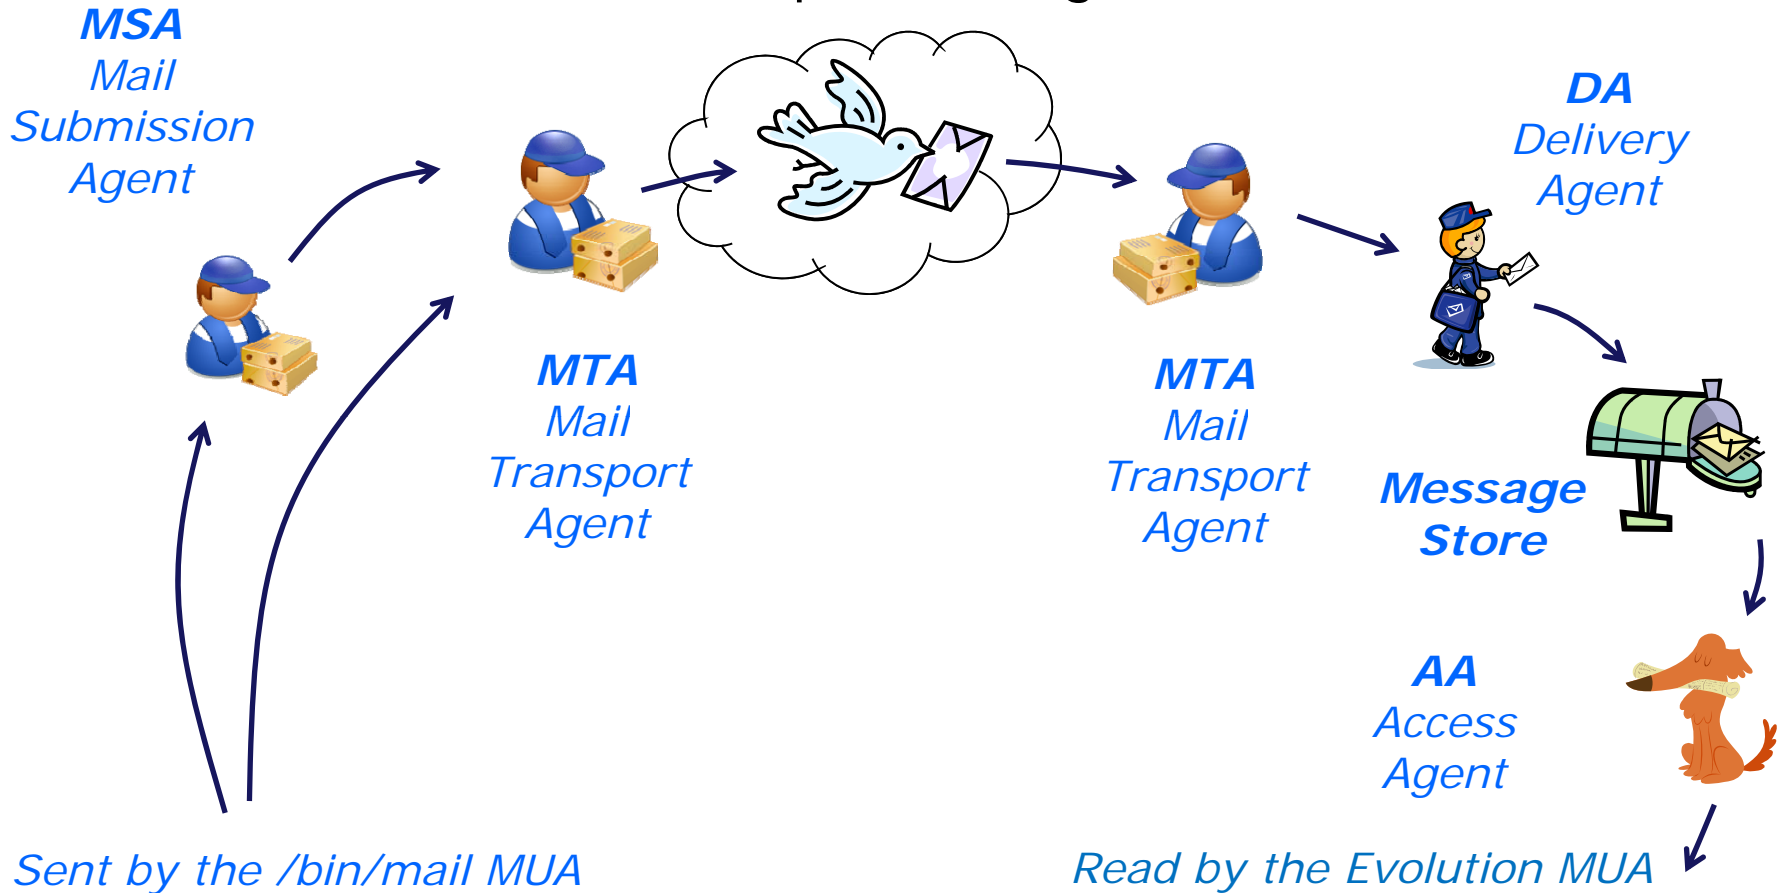 MSA
Mail
Submission
Agent
MTA
Mail
Transport
Agent
MTA
Mail
Transport
Agent
DA
Delivery
Agent
Message
Store
AA
Access
Agent
Sent by the /bin/mail MUA
Read by the Evolution MUA